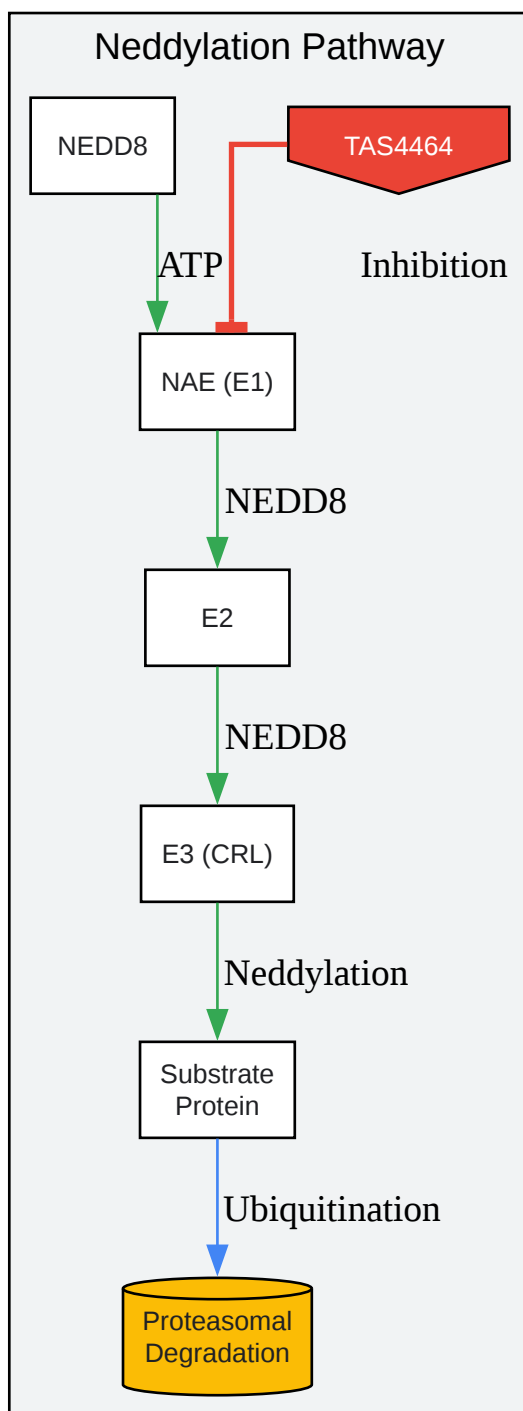 Neddylation Pathway
NEDD8
TAS4464
ATP
Inhibition
NAE (E1)
NEDD8
E2
NEDD8
E3 (CRL)
Neddylation
Substrate
Protein
Ubiquitination
Proteasomal
Degradation